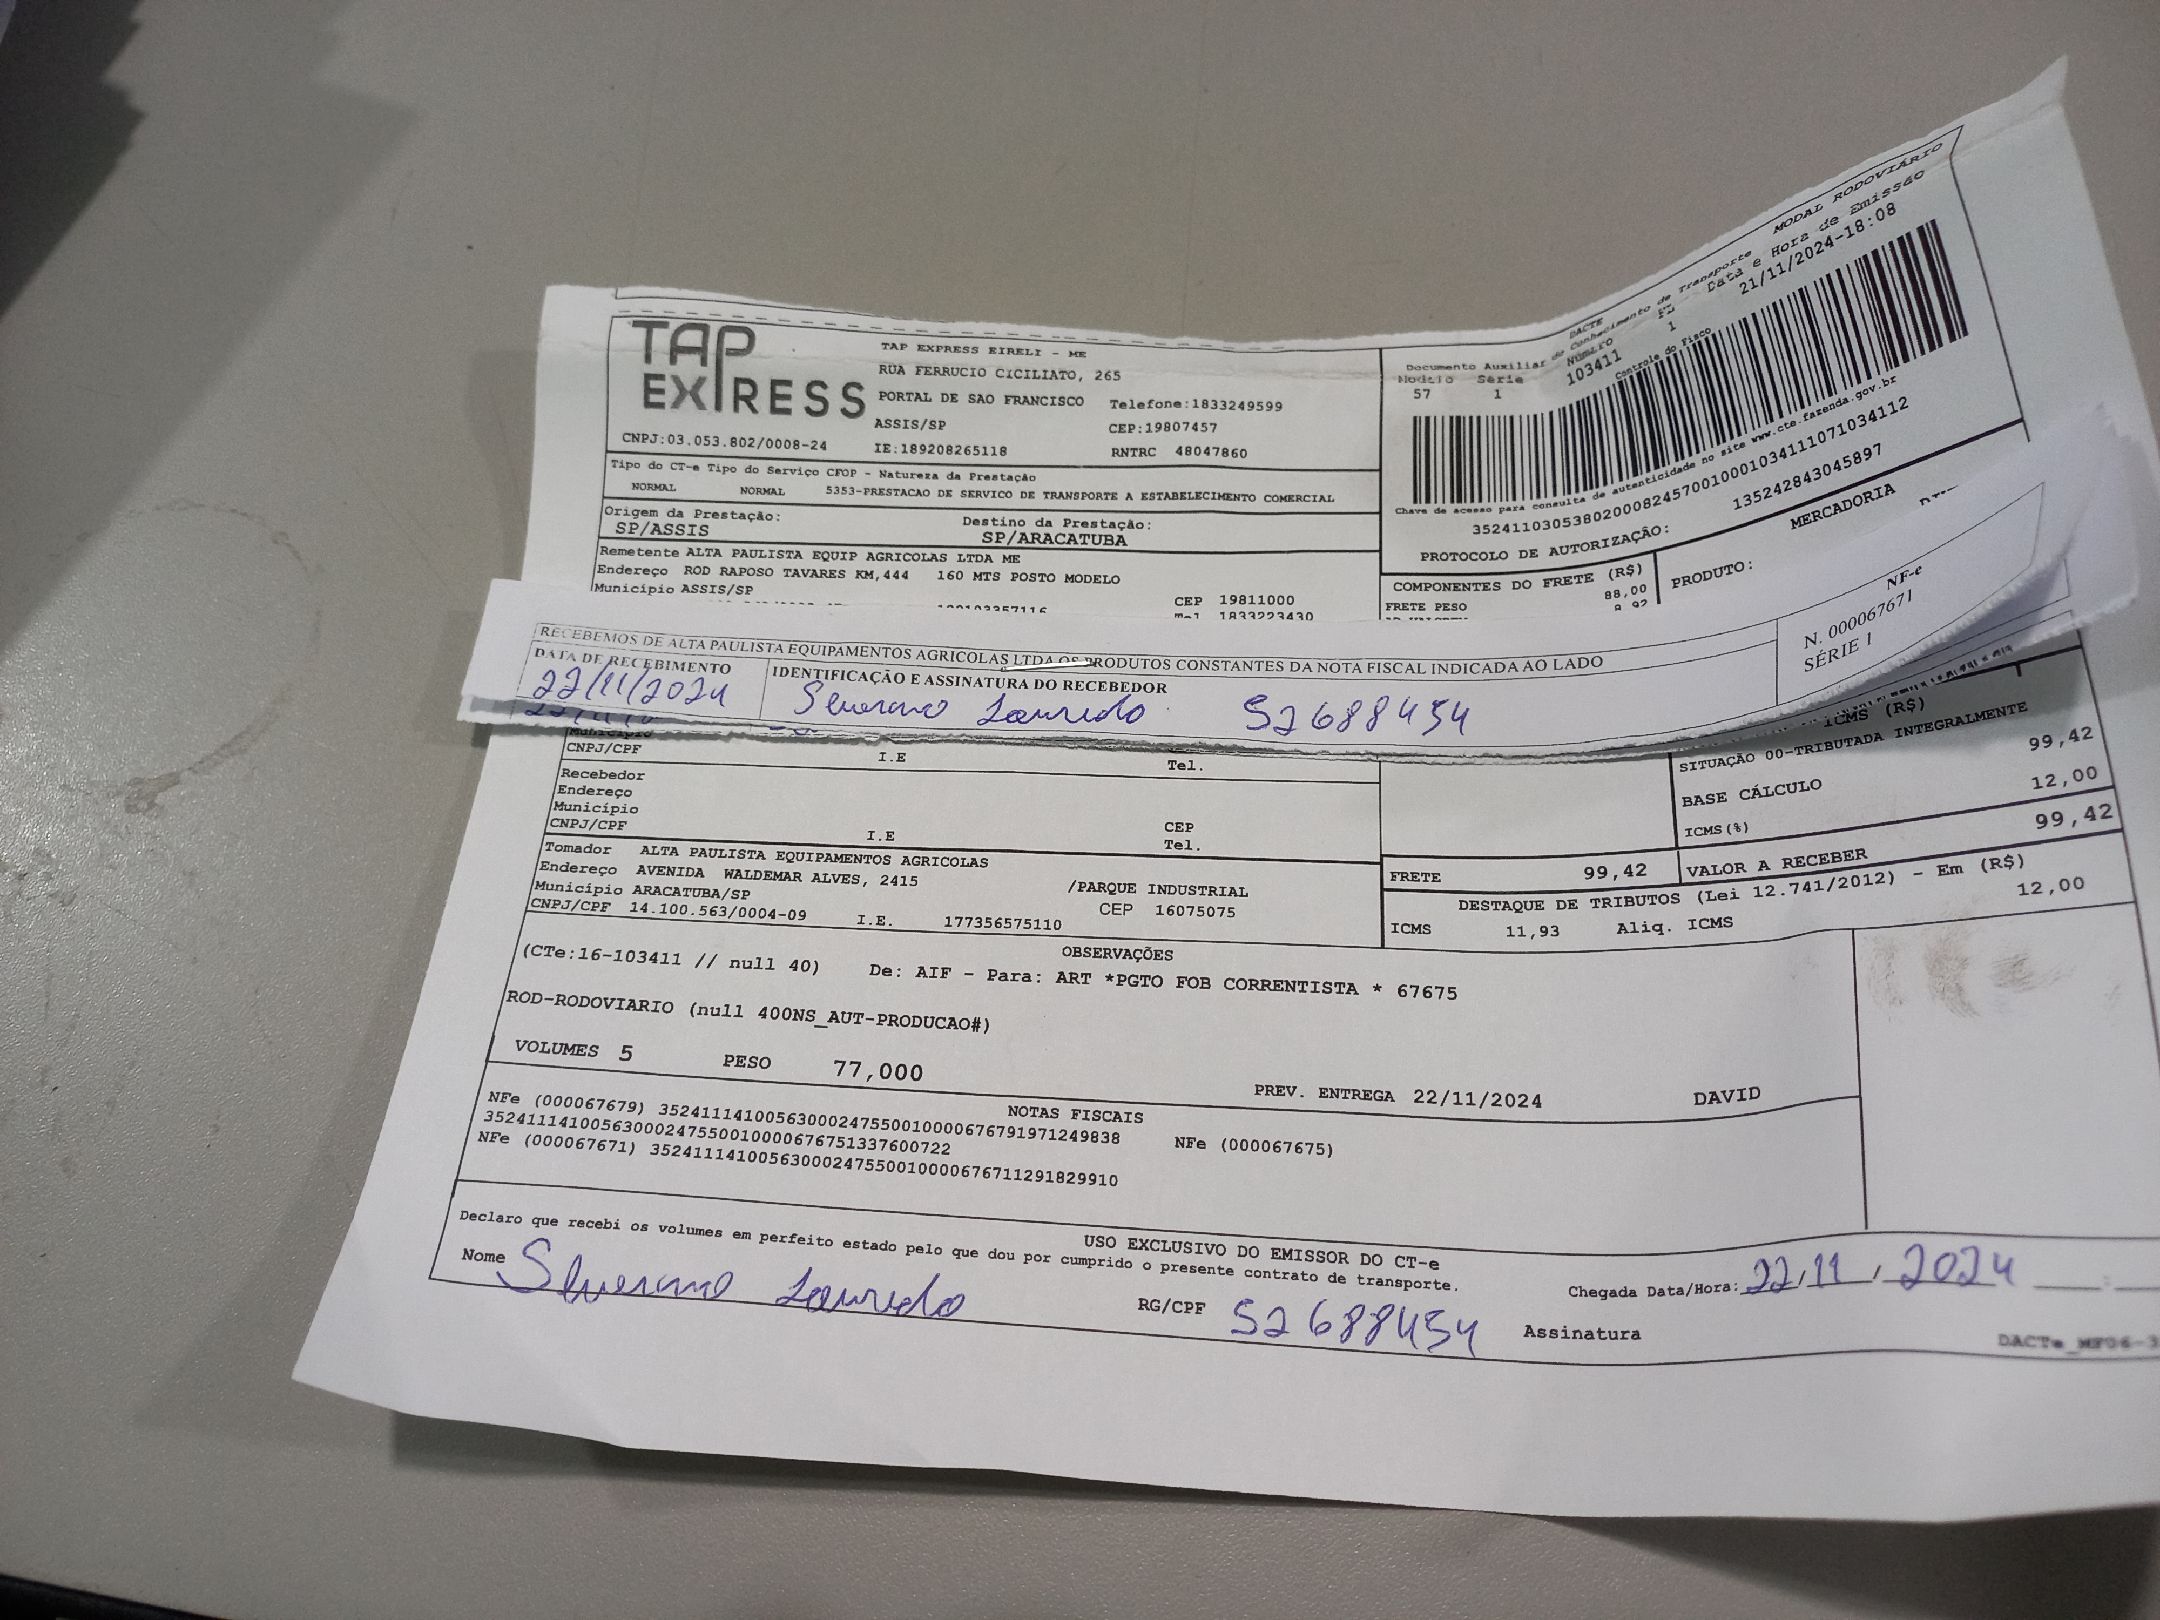 TAP EXPRESS
TAP EXPRESS EIRELI - ME
RUA FERRUCIO CICILIATO, 265
PORTAL DE SAO FRANCISCO Telefone:1833249599
ASSIS/SP CEP:19807457
CNPJ:03.053.802/0008-24 IE:189208265118 RNTRC 48047860
Tipo do CT-e Tipo do Serviço CFOP - Natureza da Prestação
NORMAL NORMAL 5353-PRESTACAO DE SERVICO DE TRANSPORTE A ESTABELECIMENTO COMERCIAL
Origem da Prestação: Destino da Prestação:
SP/ASSIS SP/ARACATUBA
Remetente ALTA PAULISTA EQUIP AGRICOLAS LTDA ME
Endereço ROD RAPOSO TAVARES KM,444 160 MTS POSTO MODELO
Município ASSIS/SP CEP 19811000
1833223430
DACTE MODAL RODOVIÁRIO
Documento Auxiliar de Conhecimento de Transporte
Modelo Série Número Data e Hora de Emissão
57 1 103411 1 21/11/2024-18:08
Controle do Fisco
Chave de acesso para consulta de autenticidade no site www.cte.fazenda.gov.br
35241103053802000824570010001034111071034112
PROTOCOLO DE AUTORIZAÇÃO: 135242843045897
COMPONENTES DO FRETE (R$) PRODUTO: MERCADORIA
FRETE PESO 88,00
RECEBEMOS DE ALTA PAULISTA EQUIPAMENTOS AGRICOLAS LTDA OS PRODUTOS CONSTANTES DA NOTA FISCAL INDICADA AO LADO
DATA DE RECEBIMENTO IDENTIFICAÇÃO E ASSINATURA DO RECEBEDOR
22/11/2024 52688454
NF-e
N. 000067671
SÉRIE 1
CNPJ/CPF I.E Tel.
Recebedor
Endereço
Município CEP
CNPJ/CPF I.E Tel.
ICMS (R$)
SITUAÇÃO 00-TRIBUTADA INTEGRALMENTE
BASE CÁLCULO 99,42
ICMS(%) 12,00
FRETE 99,42 VALOR A RECEBER 99,42
Tomador ALTA PAULISTA EQUIPAMENTOS AGRICOLAS
Endereço AVENIDA WALDEMAR ALVES, 2415 /PARQUE INDUSTRIAL
Município ARACATUBA/SP CEP 16075075
CNPJ/CPF 14.100.563/0004-09 I.E. 177356575110
DESTAQUE DE TRIBUTOS (Lei 12.741/2012) - Em (R$)
ICMS 11,93 Aliq. ICMS 12,00
OBSERVAÇÕES
(CTe:16-103411 // null 40) De: AIF - Para: ART *PGTO FOB CORRENTISTA * 67675
ROD-RODOVIARIO (null 400NS_AUT-PRODUCAO#)
VOLUMES 5 PESO 77,000 PREV. ENTREGA 22/11/2024 DAVID
NOTAS FISCAIS
NFe (000067679) 35241114100563000247550010000676791971249838 NFe (000067675)
35241114100563000247550010000676751337600722
NFe (000067671) 35241114100563000247550010000676711291829910
USO EXCLUSIVO DO EMISSOR DO CT-e
Declaro que recebi os volumes em perfeito estado pelo que dou por cumprido o presente contrato de transporte.
Chegada Data/Hora: 22/11/2024
Nome RG/CPF 52688454 Assinatura